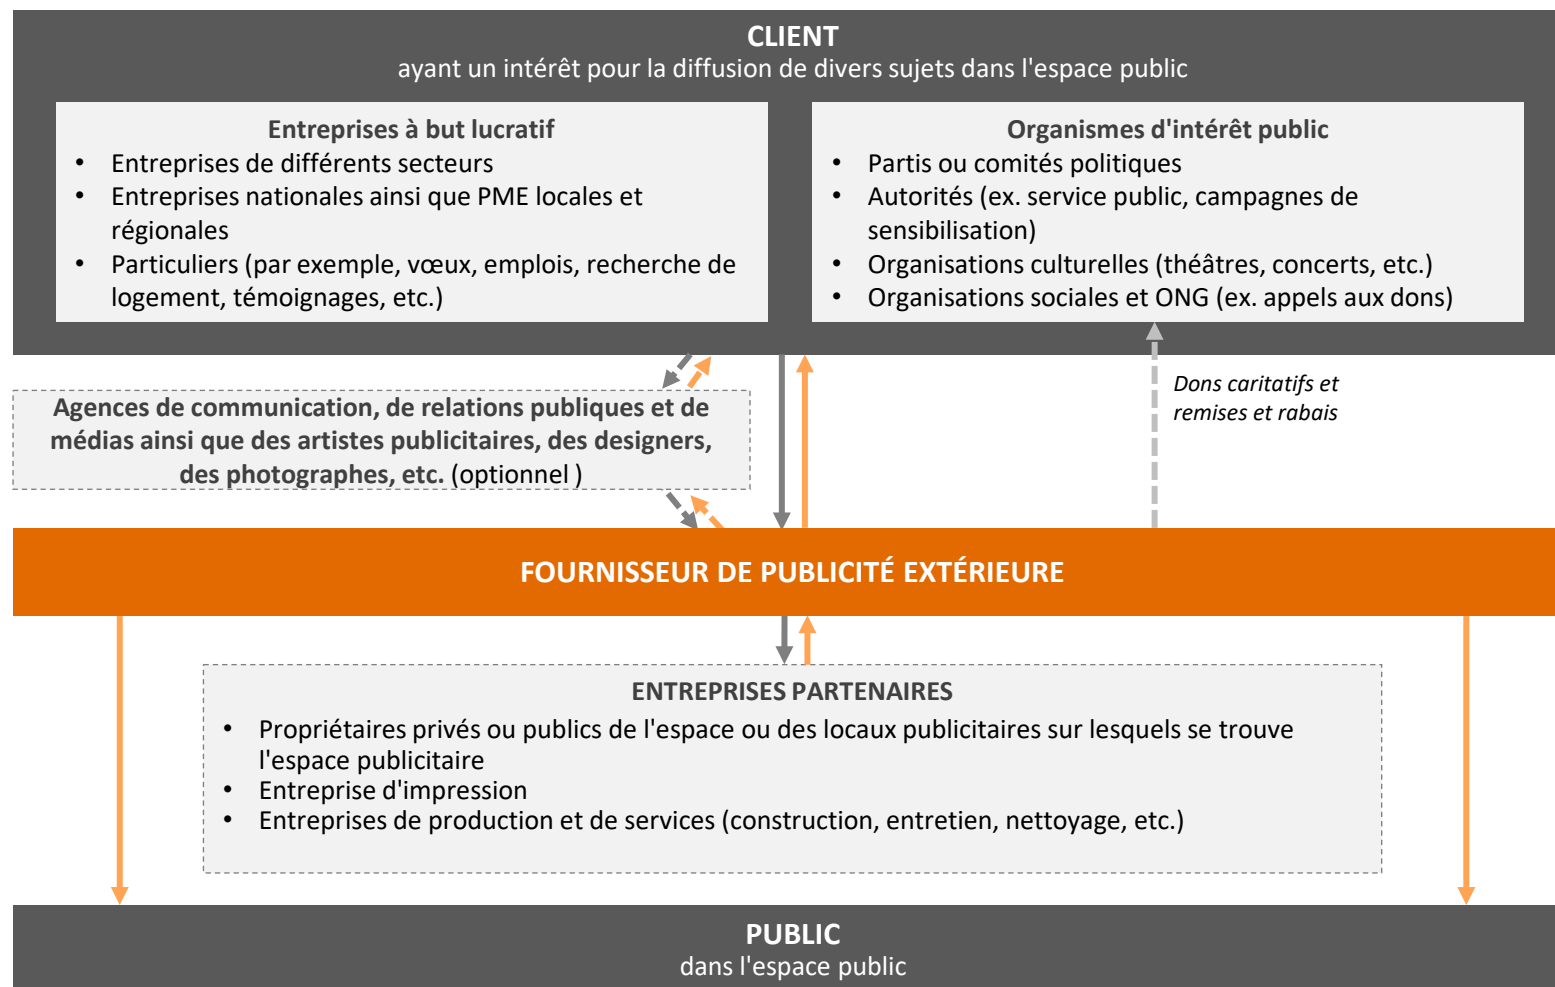 CLIENT
ayant un intérêt pour la diffusion de divers sujets dans l'espace public
Entreprises à but lucratif
• Entreprises de différents secteurs
• Entreprises nationales ainsi que PME locales et
régionales
• Particuliers (par exemple, vœux, emplois, recherche de
logement, témoignages, etc.)
Organismes d'intérêt public
• Partis ou comités politiques
• Autorités (ex. service public, campagnes de
sensibilisation)
• Organisations culturelles (théâtres, concerts, etc.)
• Organisations sociales et ONG (ex. appels aux dons)
Agences de communication, de relations publiques et de
médias ainsi que des artistes publicitaires, des designers,
des photographes, etc. (optionnel )
Dons caritatifs et
remises et rabais
FOURNISSEUR DE PUBLICITÉ EXTÉRIEURE
ENTREPRISES PARTENAIRES
• Propriétaires privés ou publics de l'espace ou des locaux publicitaires sur lesquels se trouve
l'espace publicitaire
• Entreprise d'impression
• Entreprises de production et de services (construction, entretien, nettoyage, etc.)
PUBLIC
dans l'espace public